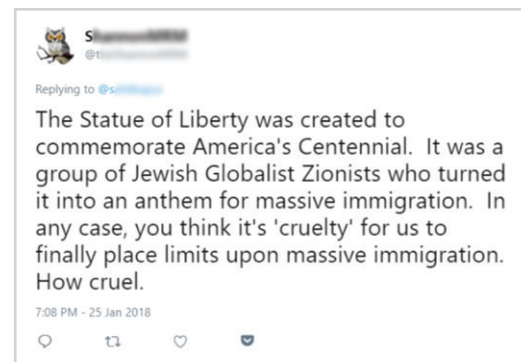 Replying to
The Statue of Liberty was created to
commemorate America's Centennial. It was a
group of Jewish Globalist Zionists who turned
it into an anthem for massive immigration. In
any case, you think it's 'cruelty' for us to
finally place limits upon massive immigration.
How cruel.
7:08 PM - 25 Jan 2018